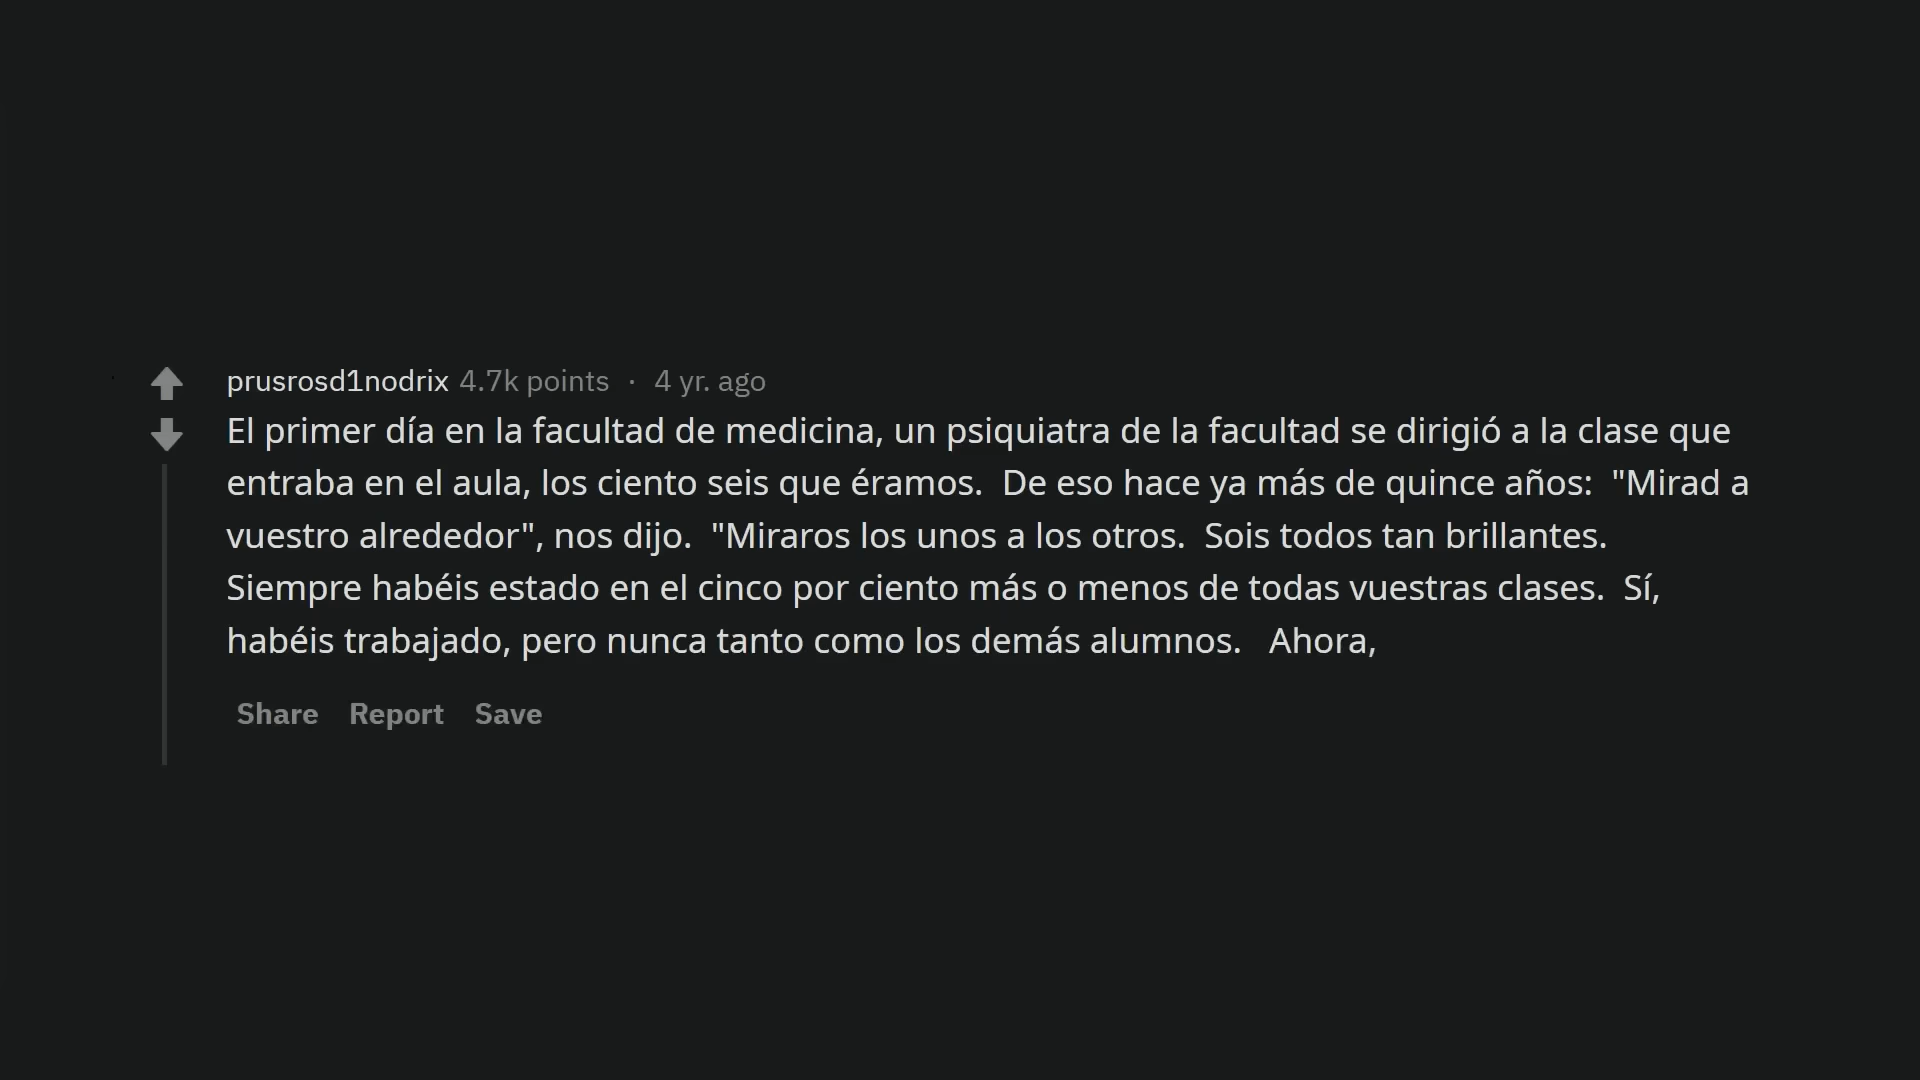 prusrosd1nodrix 4.7k points · 4 yr. ago
El primer día en la facultad de medicina, un psiquiatra de la facultad se dirigió a la clase que
entraba en el aula, los ciento seis que éramos.  De eso hace ya más de quince años:  "Mirad a
vuestro alrededor", nos dijo.  "Miraros los unos a los otros.  Sois todos tan brillantes.
Siempre habéis estado en el cinco por ciento más o menos de todas vuestras clases.  Sí,
habéis trabajado, pero nunca tanto como los demás alumnos.   Ahora,
Share Report Save